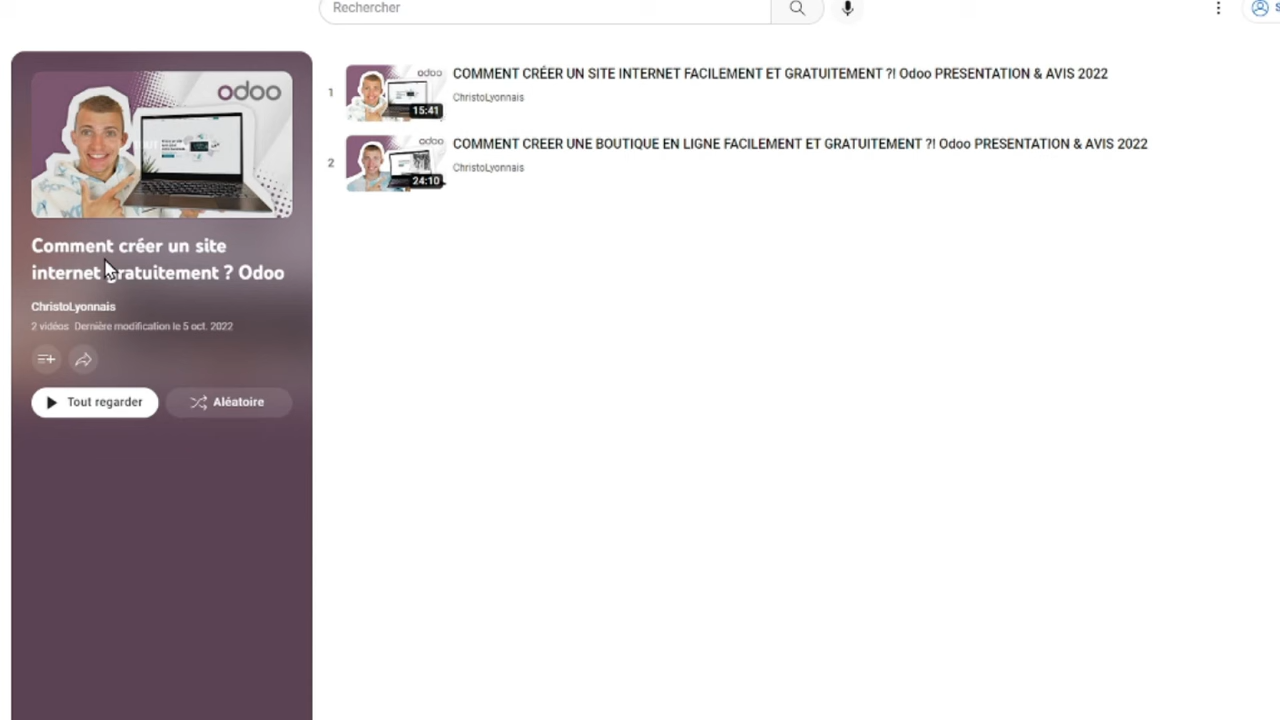 Rechercher
S
odoo
Comment créer un site
internet gratuitement ? Odoo
ChristoLyonnais
2 vidéos Dernière modification le 5 oct. 2022
Tout regarder
Aléatoire
1
odoo
15:41
COMMENT CRÉER UN SITE INTERNET FACILEMENT ET GRATUITEMENT ?! Odoo PRESENTATION & AVIS 2022
ChristoLyonnais
2
odoo
24:10
COMMENT CREER UNE BOUTIQUE EN LIGNE FACILEMENT ET GRATUITEMENT ?! Odoo PRESENTATION & AVIS 2022
ChristoLyonnais